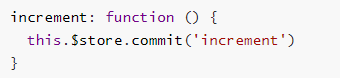 increment: function () {
  this.$store.commit('increment')
}